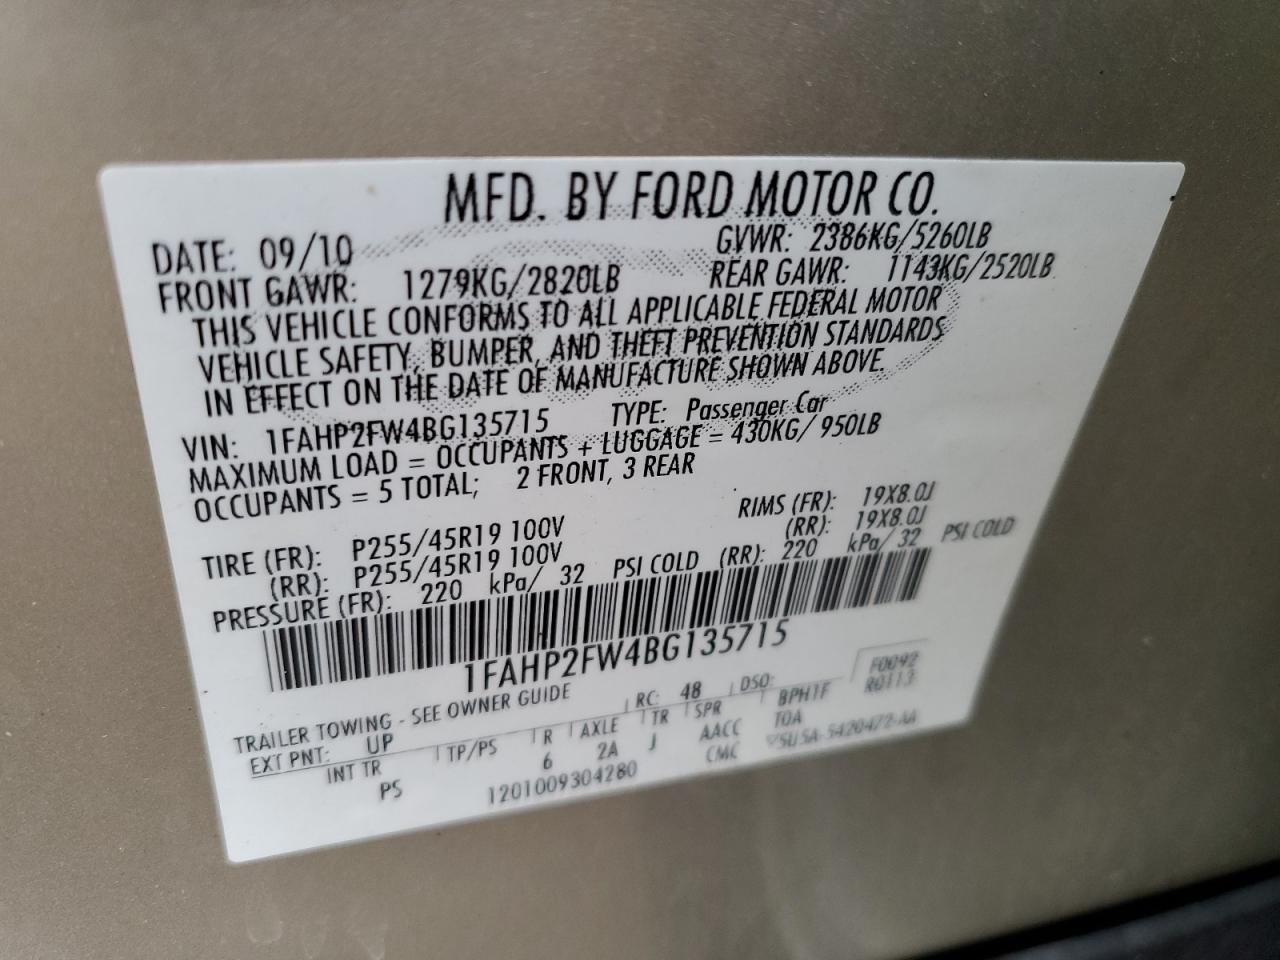 MFD. BY FORD MOTOR CO.
DATE: 09/10 GVWR: 2386KG/5260LB
FRONT GAWR: 1279KG/2820LB REAR GAWR: 1143KG/2520LB
THIS VEHICLE CONFORMS TO ALL APPLICABLE FEDERAL MOTOR
VEHICLE SAFETY, BUMPER, AND THEFT PREVENTION STANDARDS
IN EFFECT ON THE DATE OF MANUFACTURE SHOWN ABOVE.
VIN: 1FAHP2FW4BG135715 TYPE: Passenger Car
MAXIMUM LOAD = OCCUPANTS + LUGGAGE = 430KG/ 950LB
OCCUPANTS = 5 TOTAL; 2 FRONT, 3 REAR
TIRE (FR): P255/45R19 100V RIMS (FR): 19X8.0J
(RR): P255/45R19 100V (RR): 19X8.0J
PRESSURE (FR): 220 kPa/ 32 PSI COLD (RR): 220 kPa/ 32 PSI COLD
1FAHP2FW4BG135715
TRAILER TOWING - SEE OWNER GUIDE F0092
EXT PNT: UP RC: 48 DSO: R0113
INT TR TP/PS R AXLE TR SPR BPHTF
PS 6 2A J AACC TOA
1201009304280 CMC